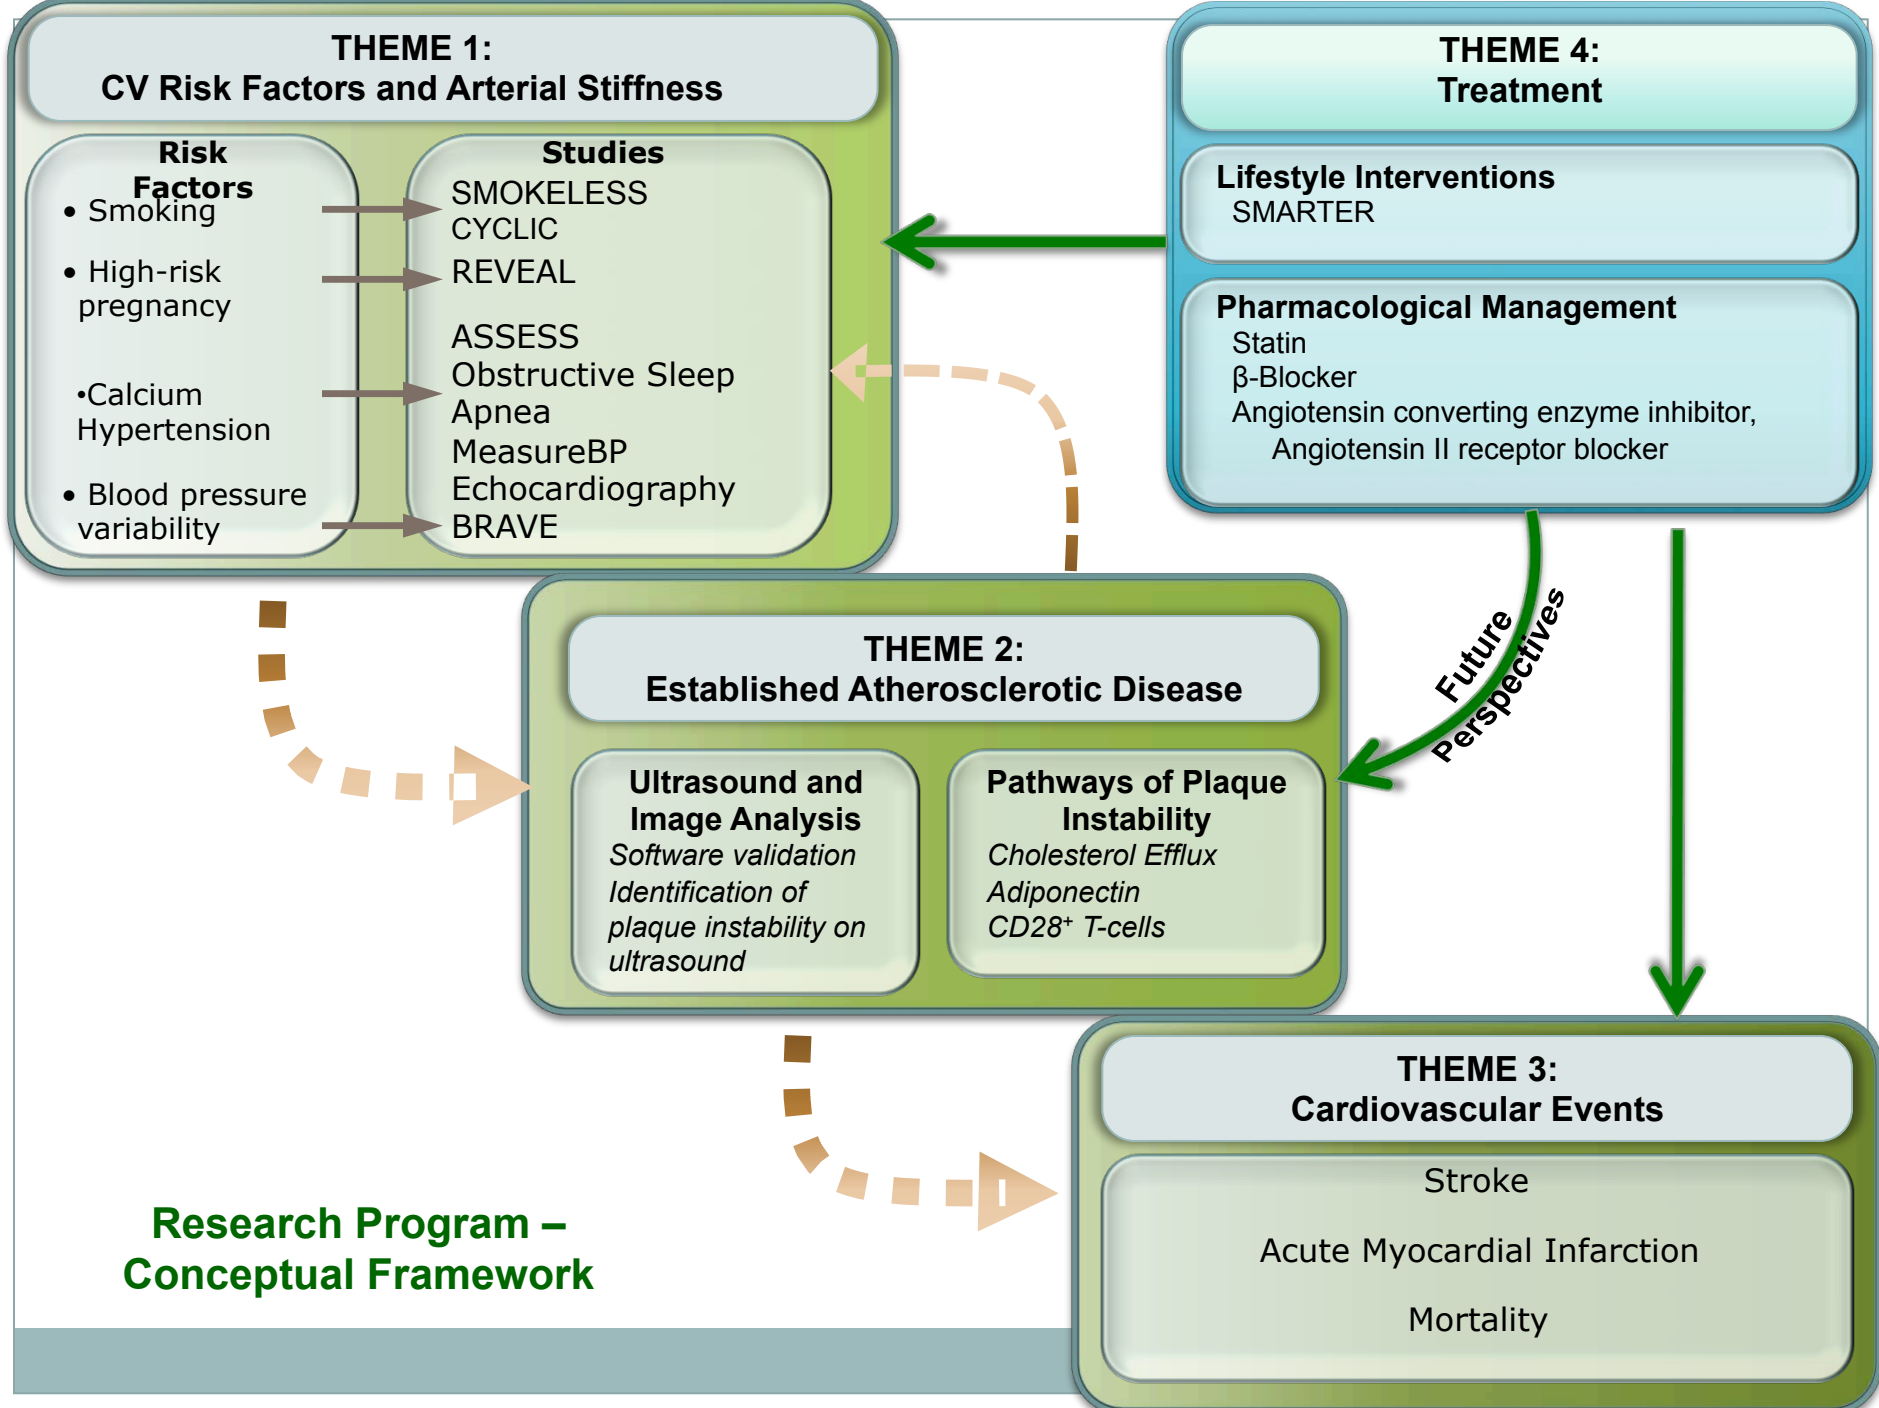 THEME 1:
CV Risk Factors and Arterial Stiffness
Risk
Factors
• Smoking
• High-risk
pregnancy
•Calcium
Hypertension
• Blood pressure
variability
Studies
SMOKELESS
CYCLIC
REVEAL
ASSESS
Obstructive Sleep
Apnea
MeasureBP
Echocardiography
BRAVE
THEME 4:
Treatment
Lifestyle Interventions
SMARTER
Pharmacological Management
Statin
β-Blocker
Angiotensin converting enzyme inhibitor,
Angiotensin II receptor blocker
Future
Perspectives
THEME 2:
Established Atherosclerotic Disease
Ultrasound and
Image Analysis
Software validation
Identification of
plaque instability on
ultrasound
Pathways of Plaque
Instability
Cholesterol Efflux
Adiponectin
CD28⁺ T-cells
THEME 3:
Cardiovascular Events
Stroke
Acute Myocardial Infarction
Mortality
Research Program –
Conceptual Framework